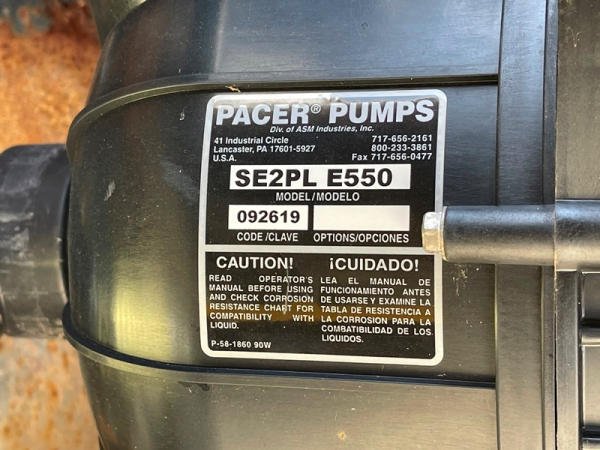 PACER® PUMPS
Div. of ASM Industries, Inc.
41 Industrial Circle 717-656-2161
Lancaster, PA 17601-5927 800-233-3861
U.S.A. Fax 717-656-0477
SE2PL E550
MODEL/MODELO
092619
CODE/CLAVE OPTIONS/OPCIONES
CAUTION!
READ OPERATOR'S
MANUAL BEFORE USING
AND CHECK CORROSION
RESISTANCE CHART FOR
COMPATIBILITY WITH
LIQUID.
¡CUIDADO!
LEA EL MANUAL DE
FUNCIONAMIENTO ANTES
DE USARSE Y EXAMINE LA
TABLA DE RESISTENCIA A
LA CORROSION PARA LA
COMBATIBILIDAD DE LOS
LIQUIDOS.
P-58-1860 90W